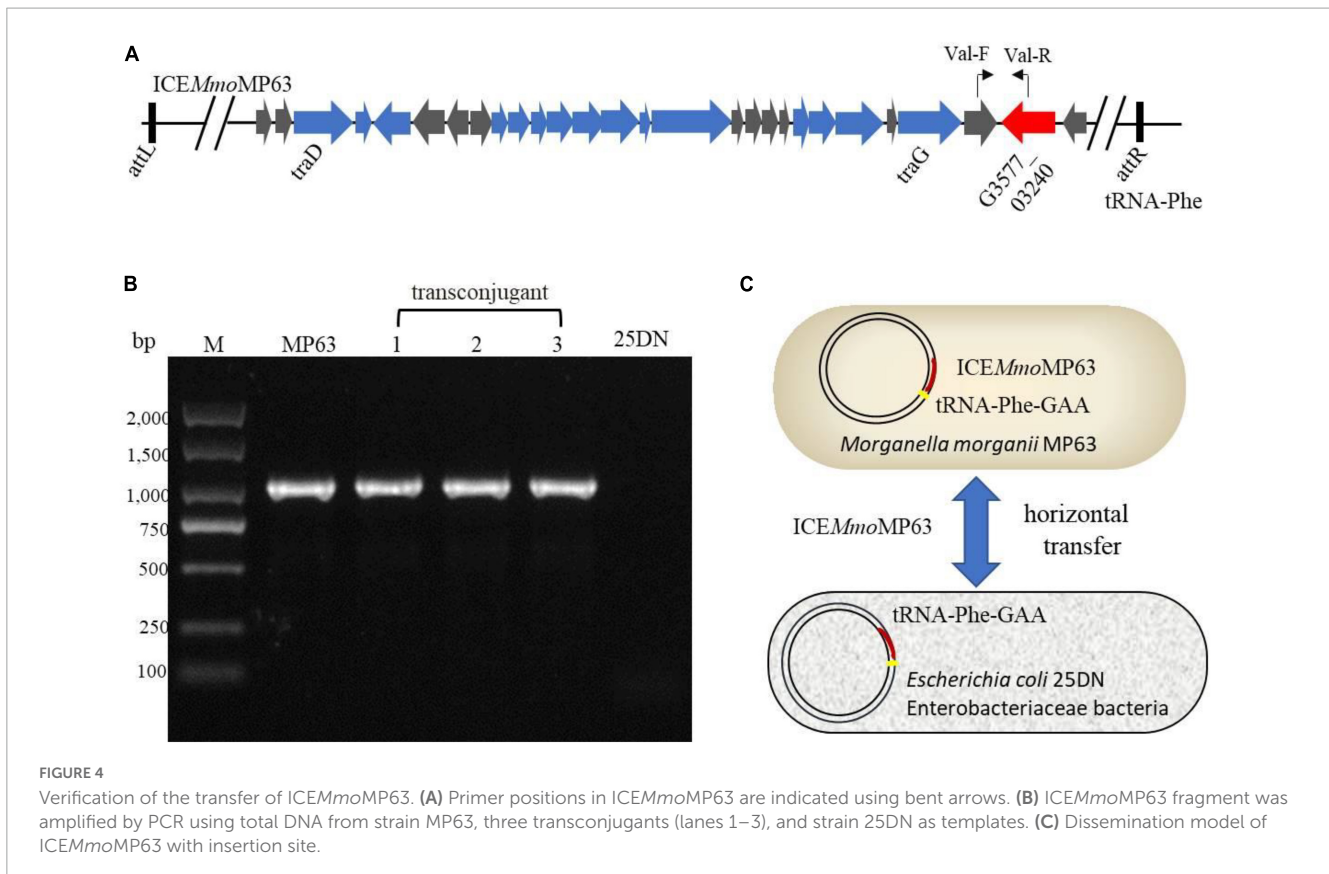 A
ICEMmoMP63
Val-F Val-R
attL
traD
traG
G3577_
03240
attR
tRNA-Phe
B
transconjugant
bp M MP63 1 2 3 25DN
2,000
1,500
1,000
750
500
250
100
C
ICEMmoMP63
tRNA-Phe-GAA
Morganella morganii MP63
ICEMmoMP63
horizontal
transfer
tRNA-Phe-GAA
Escherichia coli 25DN
Enterobacteriaceae bacteria
FIGURE 4
Verification of the transfer of ICEMmoMP63. (A) Primer positions in ICEMmoMP63 are indicated using bent arrows. (B) ICEMmoMP63 fragment was
amplified by PCR using total DNA from strain MP63, three transconjugants (lanes 1–3), and strain 25DN as templates. (C) Dissemination model of
ICEMmoMP63 with insertion site.